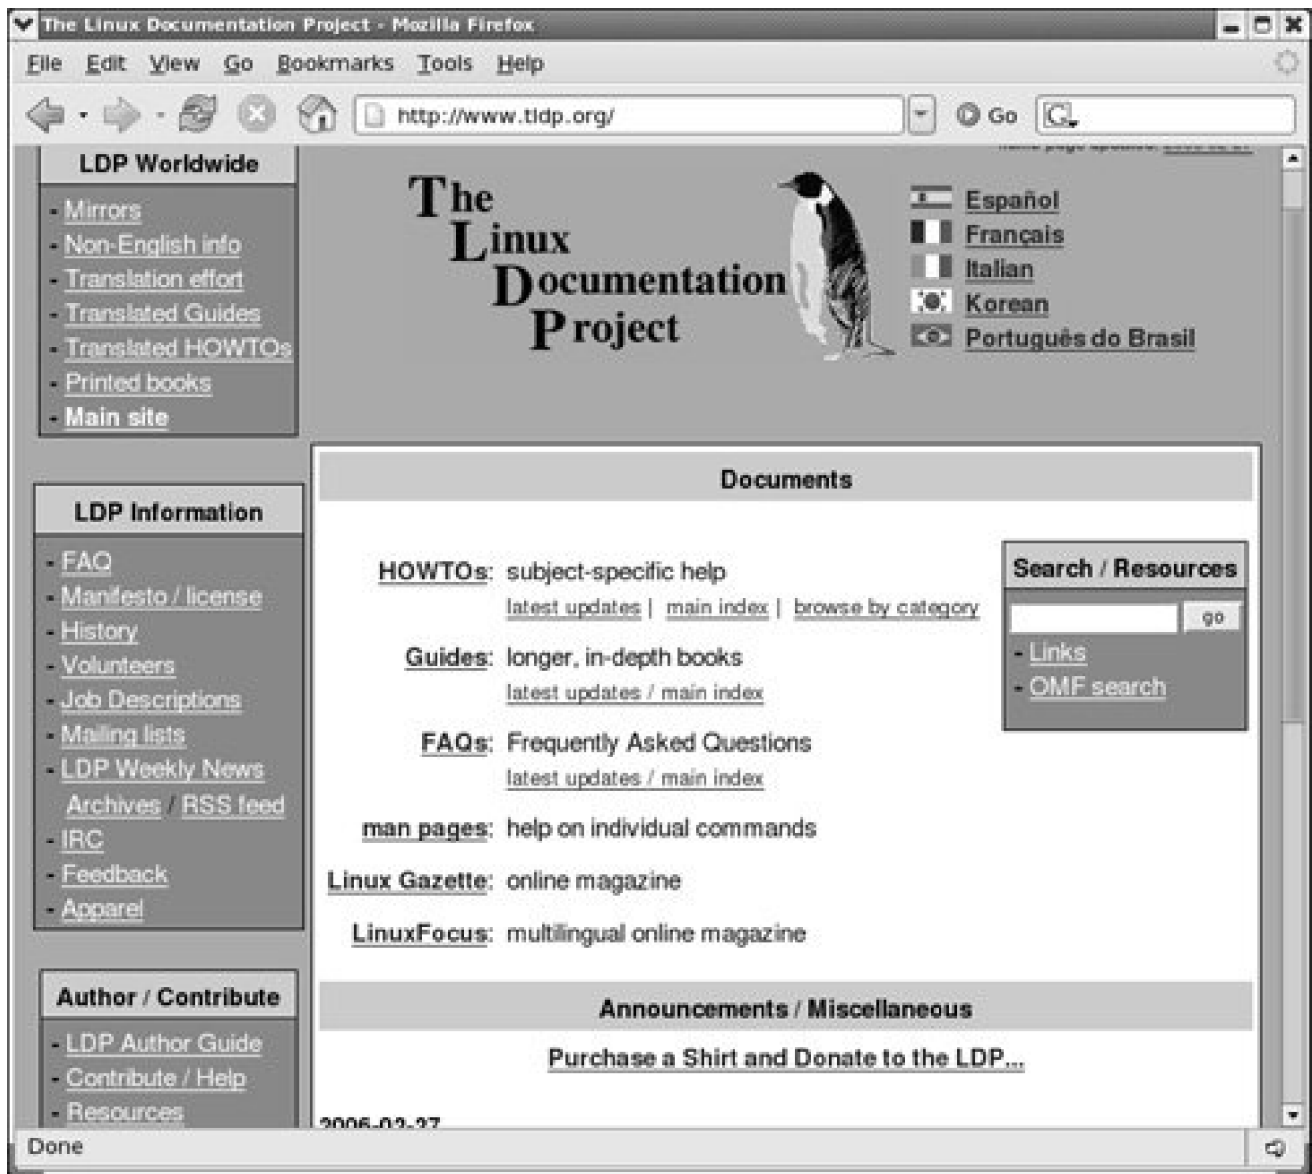 The Linux Documentation Project - Mozilla Firefox
File Edit View Go Bookmarks Tools Help
http://www.tldp.org/
Go
LDP Worldwide
- Mirrors
- Non-English info
- Translation effort
- Translated Guides
- Translated HOWTOs
- Printed books
- Main site
The
Linux
Documentation
Project
Español
Français
Italian
Korean
Português do Brasil
LDP Information
- FAQ
- Manifesto / license
- History
- Volunteers
- Job Descriptions
- Mailing lists
- LDP Weekly News
Archives / RSS feed
- IRC
- Feedback
- Apparel
Author / Contribute
- LDP Author Guide
- Contribute / Help
- Resources
Documents
HOWTOs: subject-specific help
latest updates | main index | browse by category
Guides: longer, in-depth books
latest updates / main index
FAQs: Frequently Asked Questions
latest updates / main index
man pages: help on individual commands
Linux Gazette: online magazine
LinuxFocus: multilingual online magazine
Search / Resources
go
- Links
- OMF search
Announcements / Miscellaneous
Purchase a Shirt and Donate to the LDP...
Done